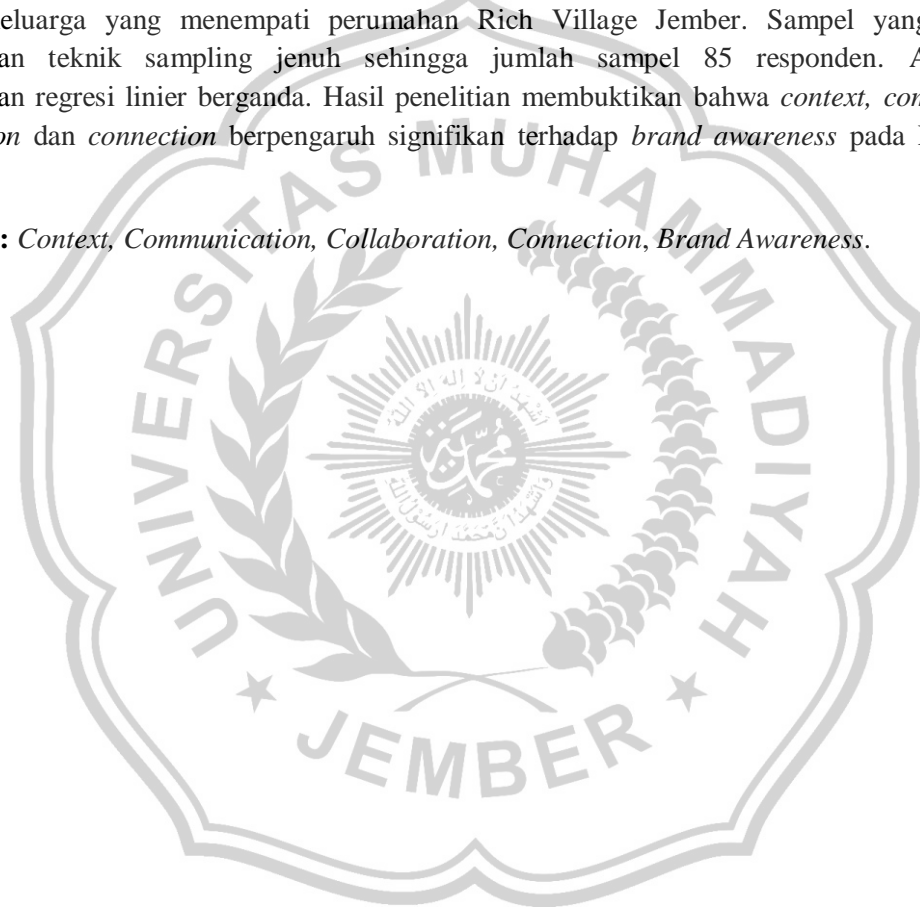 eluarga yang menempati perumahan Rich Village Jember. Sampel yang
an teknik sampling jenuh sehingga jumlah sampel 85 responden. A
an regresi linier berganda. Hasil penelitian membuktikan bahwa context, con
on dan connection berpengaruh signifikan terhadap brand awareness pada
: Context, Communication, Collaboration, Connection, Brand Awareness.
UNIVERSITAS MUHAMMADIYAH
JEMBER